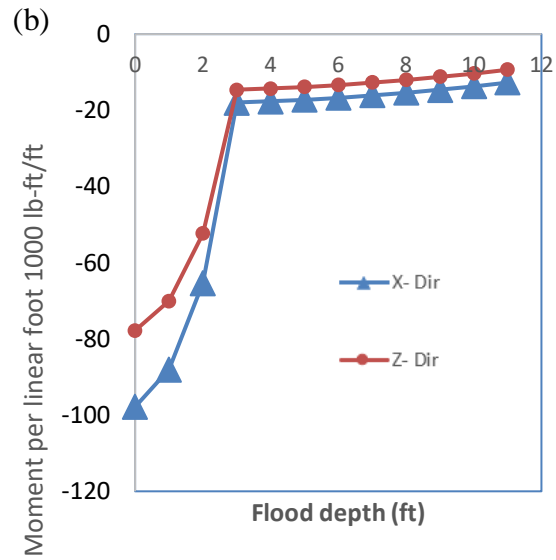 (b)
Moment per linear foot 1000 lb-ft/ft
0
-20
-40
-60
-80
-100
-120
0 2 4 6 8 10 12
X- Dir
Z- Dir
Flood depth (ft)